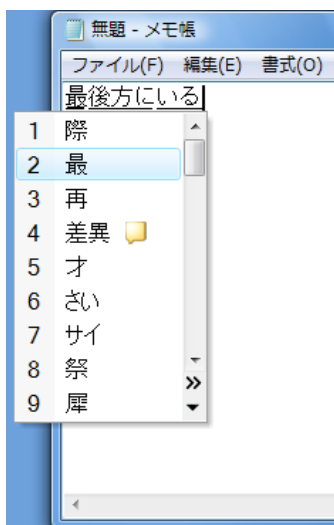 無題 - メモ帳
ファイル(F) 編集(E) 書式(O)
最後方にいる
1 際
2 最
3 再
4 差異
5 才
6 さい
7 サイ
8 祭
9 犀